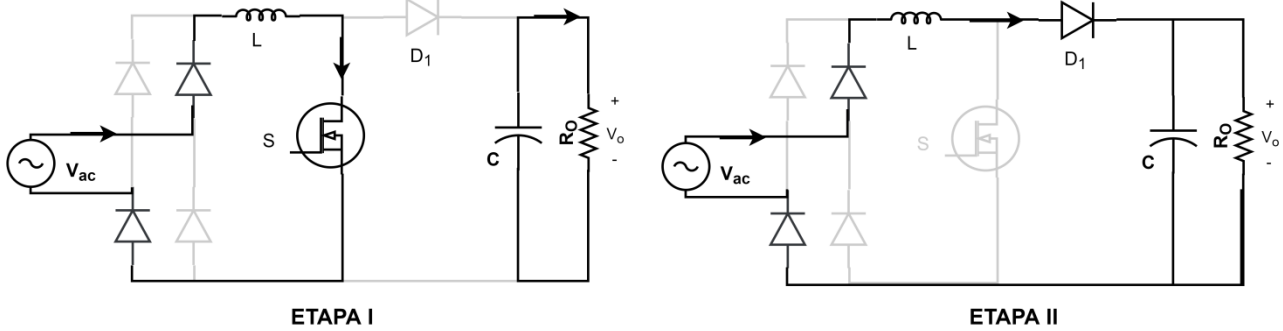 L
D1
S
Vac
C
RO
+
Vo
-
ETAPA I
L
D1
S
Vac
C
RO
+
Vo
-
ETAPA II